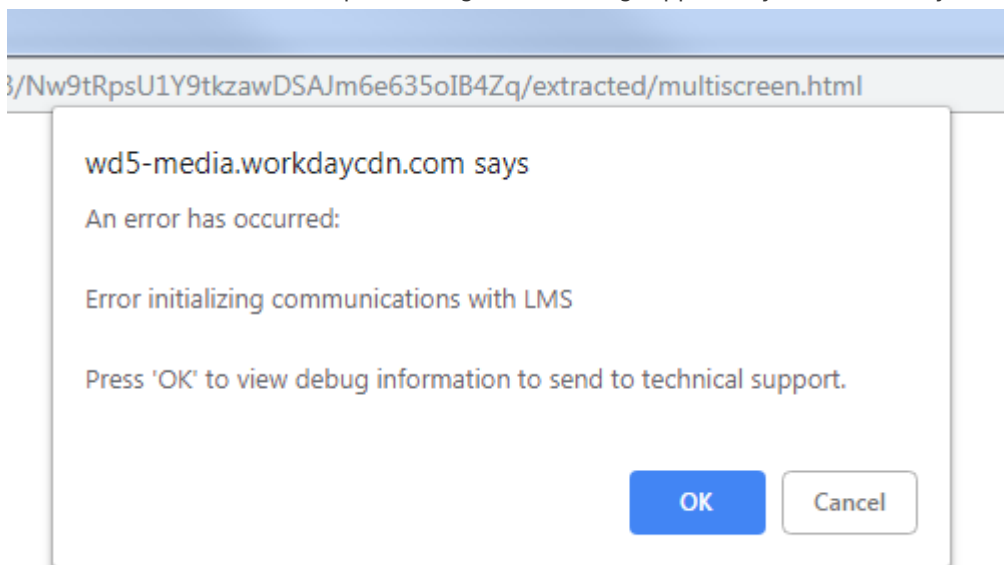 3/Nw9tRpsU1Y9tkzawDSAJm6e635oIB4Zq/extracted/multiscreen.html
wd5-media.workdaycdn.com says
An error has occurred:
Error initializing communications with LMS
Press 'OK' to view debug information to send to technical support.
OK
Cancel